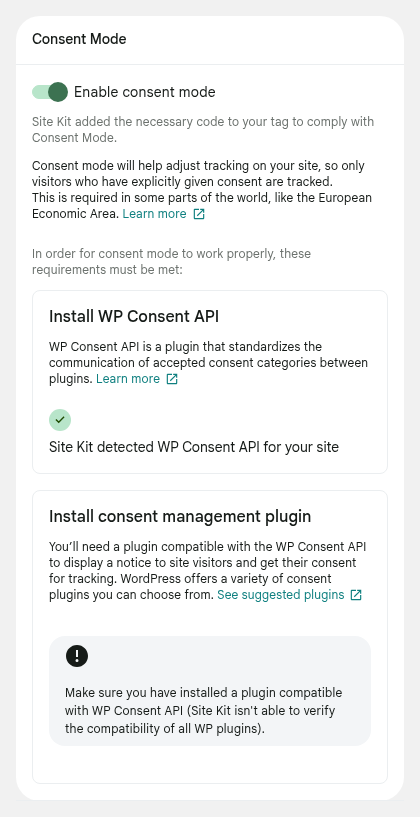 Consent Mode
Enable consent mode
Site Kit added the necessary code to your tag to comply with
Consent Mode.
Consent mode will help adjust tracking on your site, so only
visitors who have explicitly given consent are tracked.
This is required in some parts of the world, like the European
Economic Area. Learn more
In order for consent mode to work properly, these
requirements must be met:
Install WP Consent API
WP Consent API is a plugin that standardizes the
communication of accepted consent categories between
plugins. Learn more
Site Kit detected WP Consent API for your site
Install consent management plugin
You’ll need a plugin compatible with the WP Consent API
to display a notice to site visitors and get their consent
for tracking. WordPress offers a variety of consent
plugins you can choose from. See suggested plugins
Make sure you have installed a plugin compatible
with WP Consent API (Site Kit isn't able to verify
the compatibility of all WP plugins).